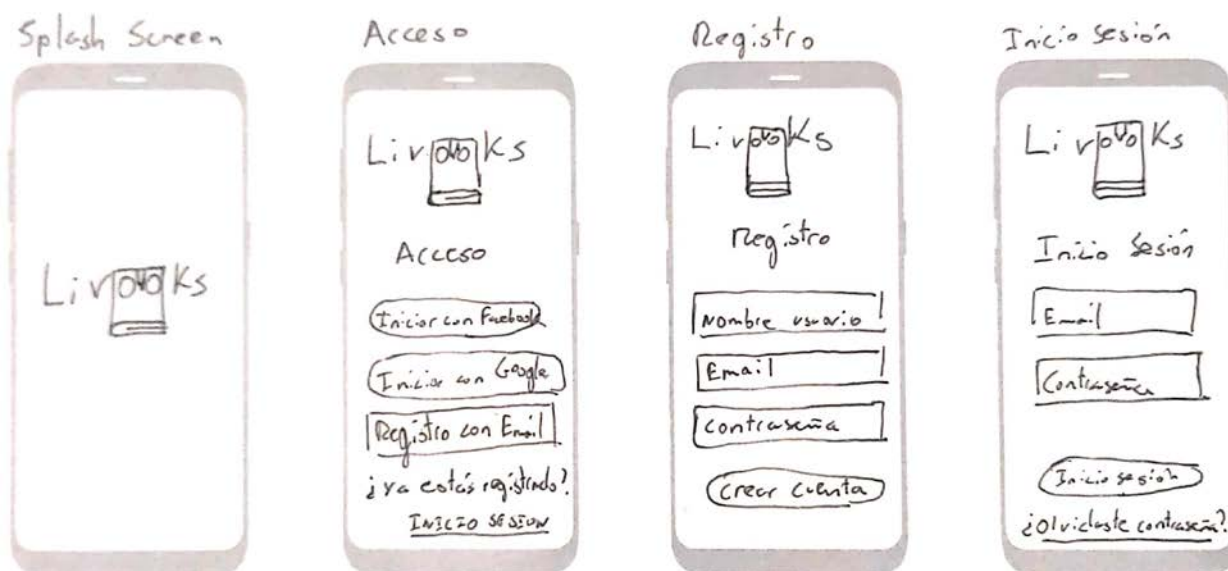 Splash Screen
Livooks
Acceso
Livooks
Acceso
Iniciar con Facebook
Iniciar con Google
Registro con Email
¿Ya estás registrado?
INICIO SESION
Registro
Livooks
Registro
Nombre usuario
Email
Contraseña
Crear cuenta
Inicio Sesión
Livooks
Inicio Sesión
Email
Contraseña
Inicio sesión
¿Olvidaste contraseña?